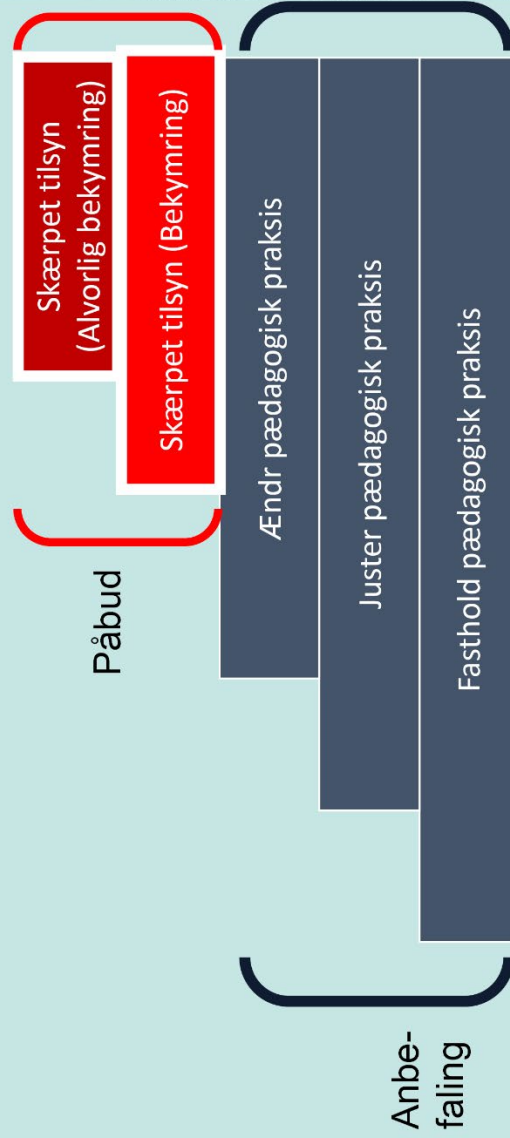 Skærpet tilsyn
(Alvorlig bekymring)
Påbud
Skærpet tilsyn (Bekymring)
Ændr pædagogisk praksis
Juster pædagogisk praksis
Anbe-
faling
Fasthold pædagogisk praksis